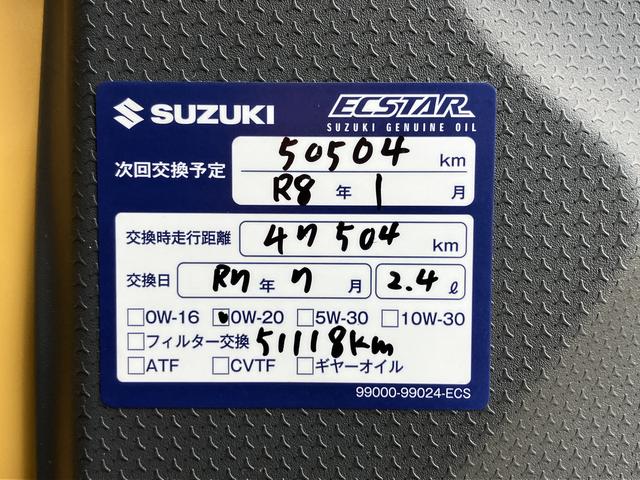 SUZUKI
ECSTAR
SUZUKI GENUINE OIL
次回交換予定
50504 km
R8 年 1 月
交換時走行距離 47504 km
交換日 R7 年 7 月 2.4 ℓ
0W-16 0W-20 5W-30 10W-30
フィルター交換 51118km
ATF CVTF ギヤーオイル
99000-99024-ECS